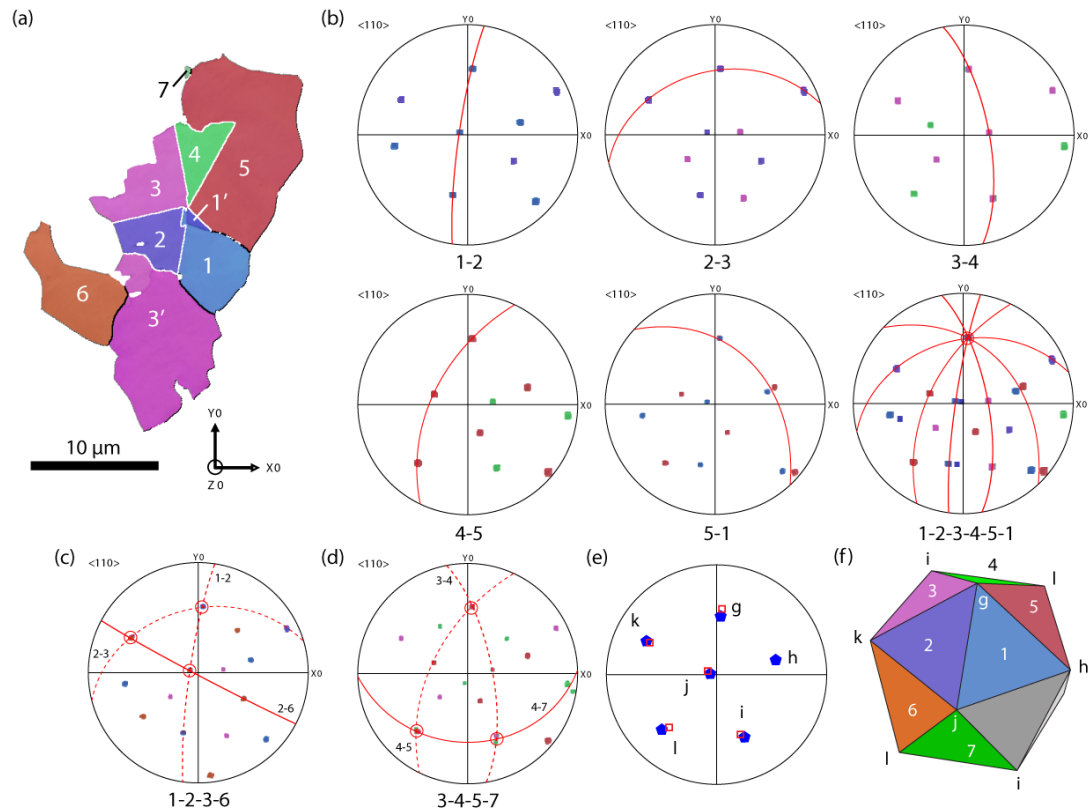 (a)
7
4
5
3
1′
2
1
6
3′
10 μm
Y0
Z0
X0
(b)
<110>
Y0
X0
1-2
<110>
Y0
X0
2-3
<110>
Y0
X0
3-4
<110>
Y0
X0
4-5
<110>
Y0
X0
5-1
<110>
Y0
X0
1-2-3-4-5-1
(c)
<110>
Y0
1-2
2-3
X0
2-6
1-2-3-6
(d)
<110>
Y0
3-4
X0
4-7
4-5
3-4-5-7
(e)
g
k
h
j
i
l
(f)
i
4
l
3
g
5
k
2
1
h
6
j
7
l
i